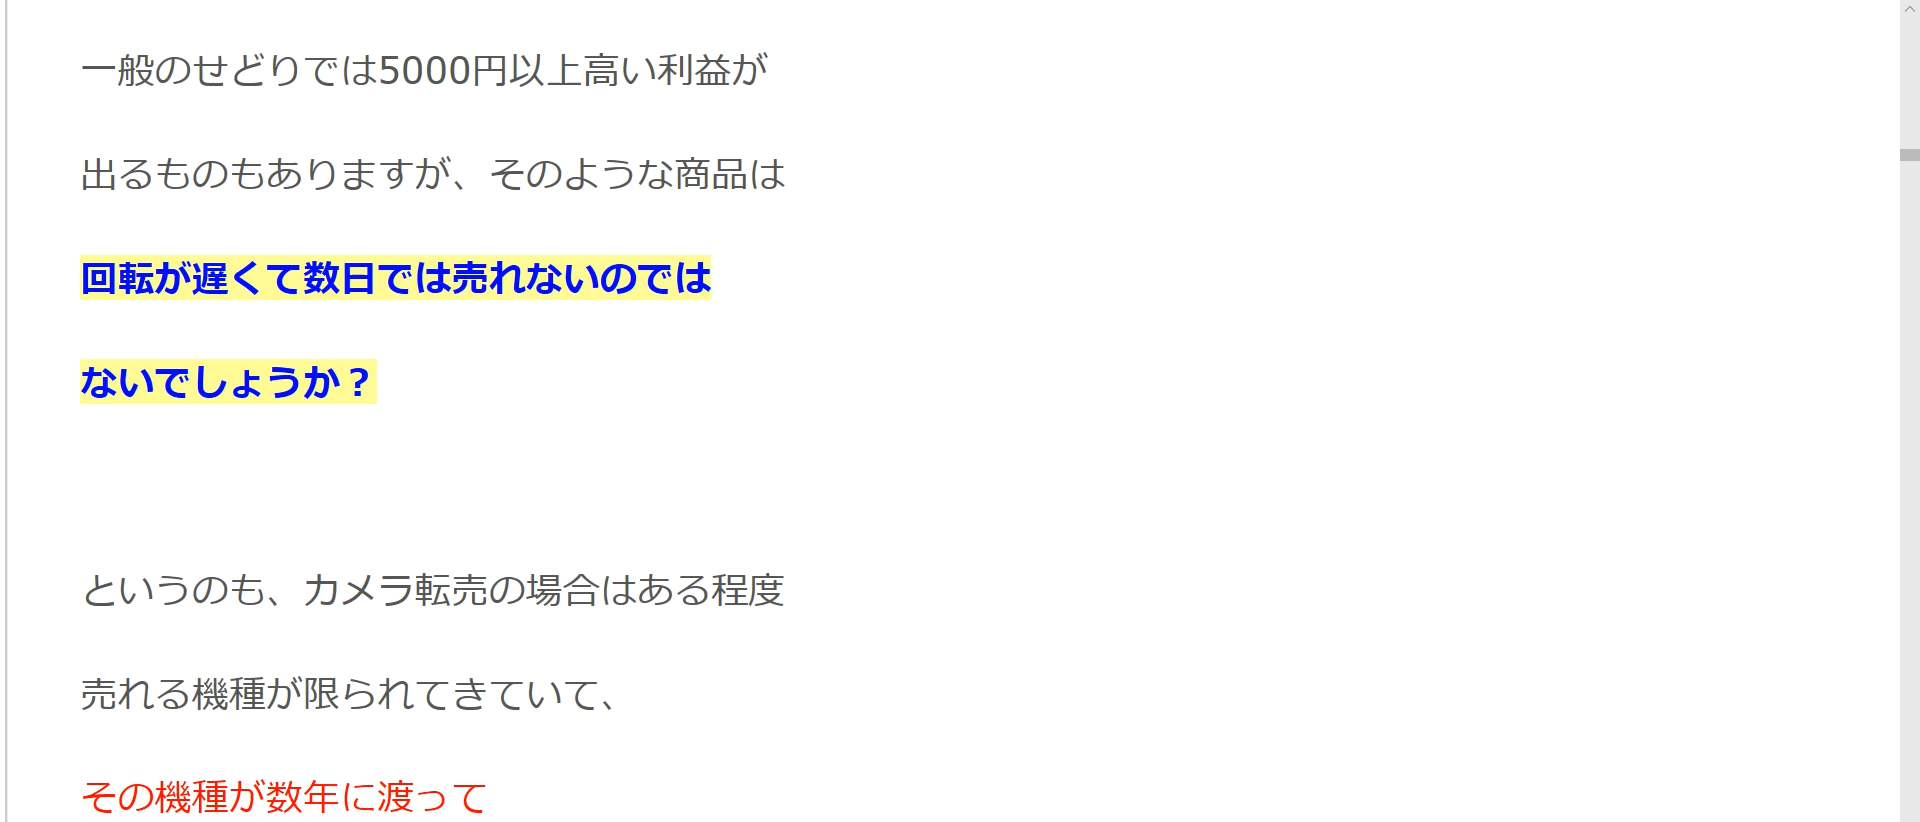 一般のせどりでは5000円以上高い利益が
出るものもありますが、そのような商品は
回転が遅くて数日では売れないのでは
ないでしょうか？
というのも、カメラ転売の場合はある程度
売れる機種が限られてきていて、
その機種が数年に渡って